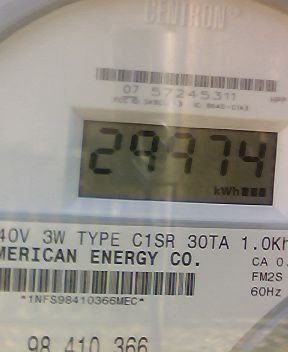 CENTRON®
07 57245311
29974
kWh
40V 3W TYPE C1SR 30TA 1.0Kh
MERICAN ENERGY CO.
CA 0.
FM2S
*1NFS98410366MEC*
60Hz
98 410 366